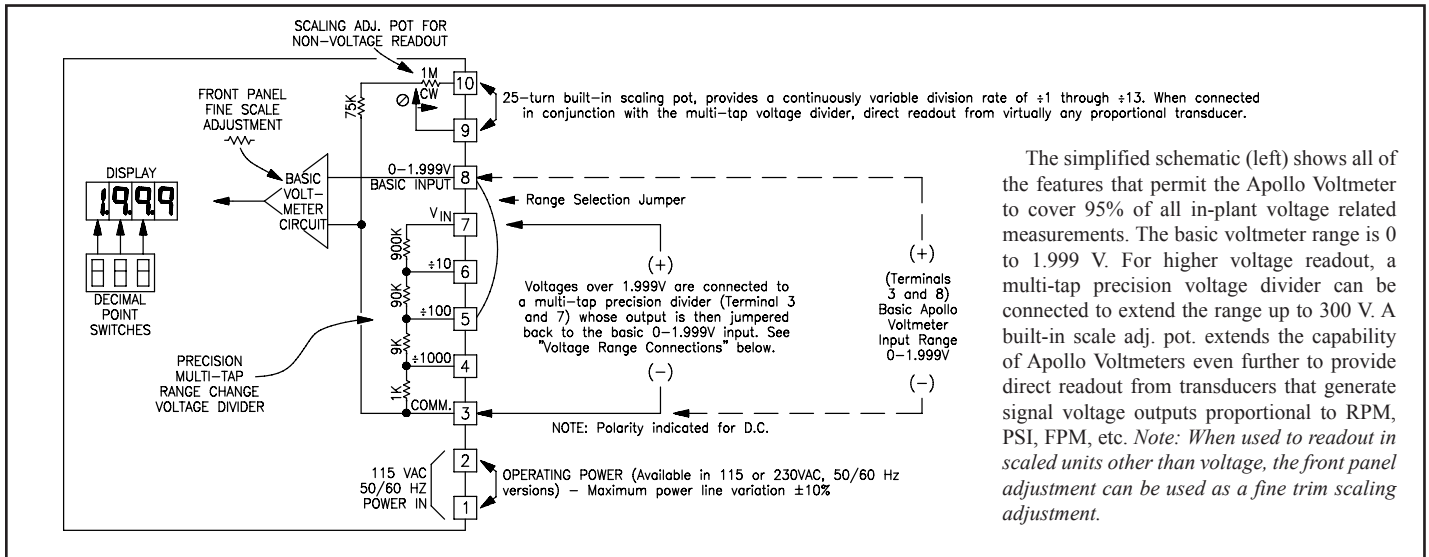 SCALING ADJ. POT FOR
NON-VOLTAGE READOUT
1M
10
CW
75K
9
25-turn built-in scaling pot, provides a continuously variable division rate of ÷1 through ÷13. When connected
in conjunction with the multi-tap voltage divider, direct readout from virtually any proportional transducer.
FRONT PANEL
FINE SCALE
ADJUSTMENT
DISPLAY
1.9.9.9
DECIMAL
POINT
SWITCHES
BASIC
VOLT-
METER
CIRCUIT
0-1.999V
BASIC INPUT
8
Range Selection Jumper
VIN
7
900K
÷10
6
90K
÷100
5
9K
÷1000
4
1K
COMM.
3
PRECISION
MULTI-TAP
RANGE CHANGE
VOLTAGE DIVIDER
(+)
Voltages over 1.999V are connected to
a multi-tap precision divider (Terminal 3
and 7) whose output is then jumpered
back to the basic 0-1.999V input. See
"Voltage Range Connections" below.
(-)
(+)
(Terminals
3 and 8)
Basic Apollo
Voltmeter
Input Range
0-1.999V
(-)
NOTE: Polarity indicated for D.C.
115 VAC
50/60 HZ
POWER IN
2
1
OPERATING POWER (Available in 115 or 230VAC, 50/60 Hz
versions) - Maximum power line variation ±10%
The simplified schematic (left) shows all of
the features that permit the Apollo Voltmeter
to cover 95% of all in-plant voltage related
measurements. The basic voltmeter range is 0
to 1.999 V. For higher voltage readout, a
multi-tap precision voltage divider can be
connected to extend the range up to 300 V. A
built-in scale adj. pot. extends the capability
of Apollo Voltmeters even further to provide
direct readout from transducers that generate
signal voltage outputs proportional to RPM,
PSI, FPM, etc. Note: When used to readout in
scaled units other than voltage, the front panel
adjustment can be used as a fine trim scaling
adjustment.